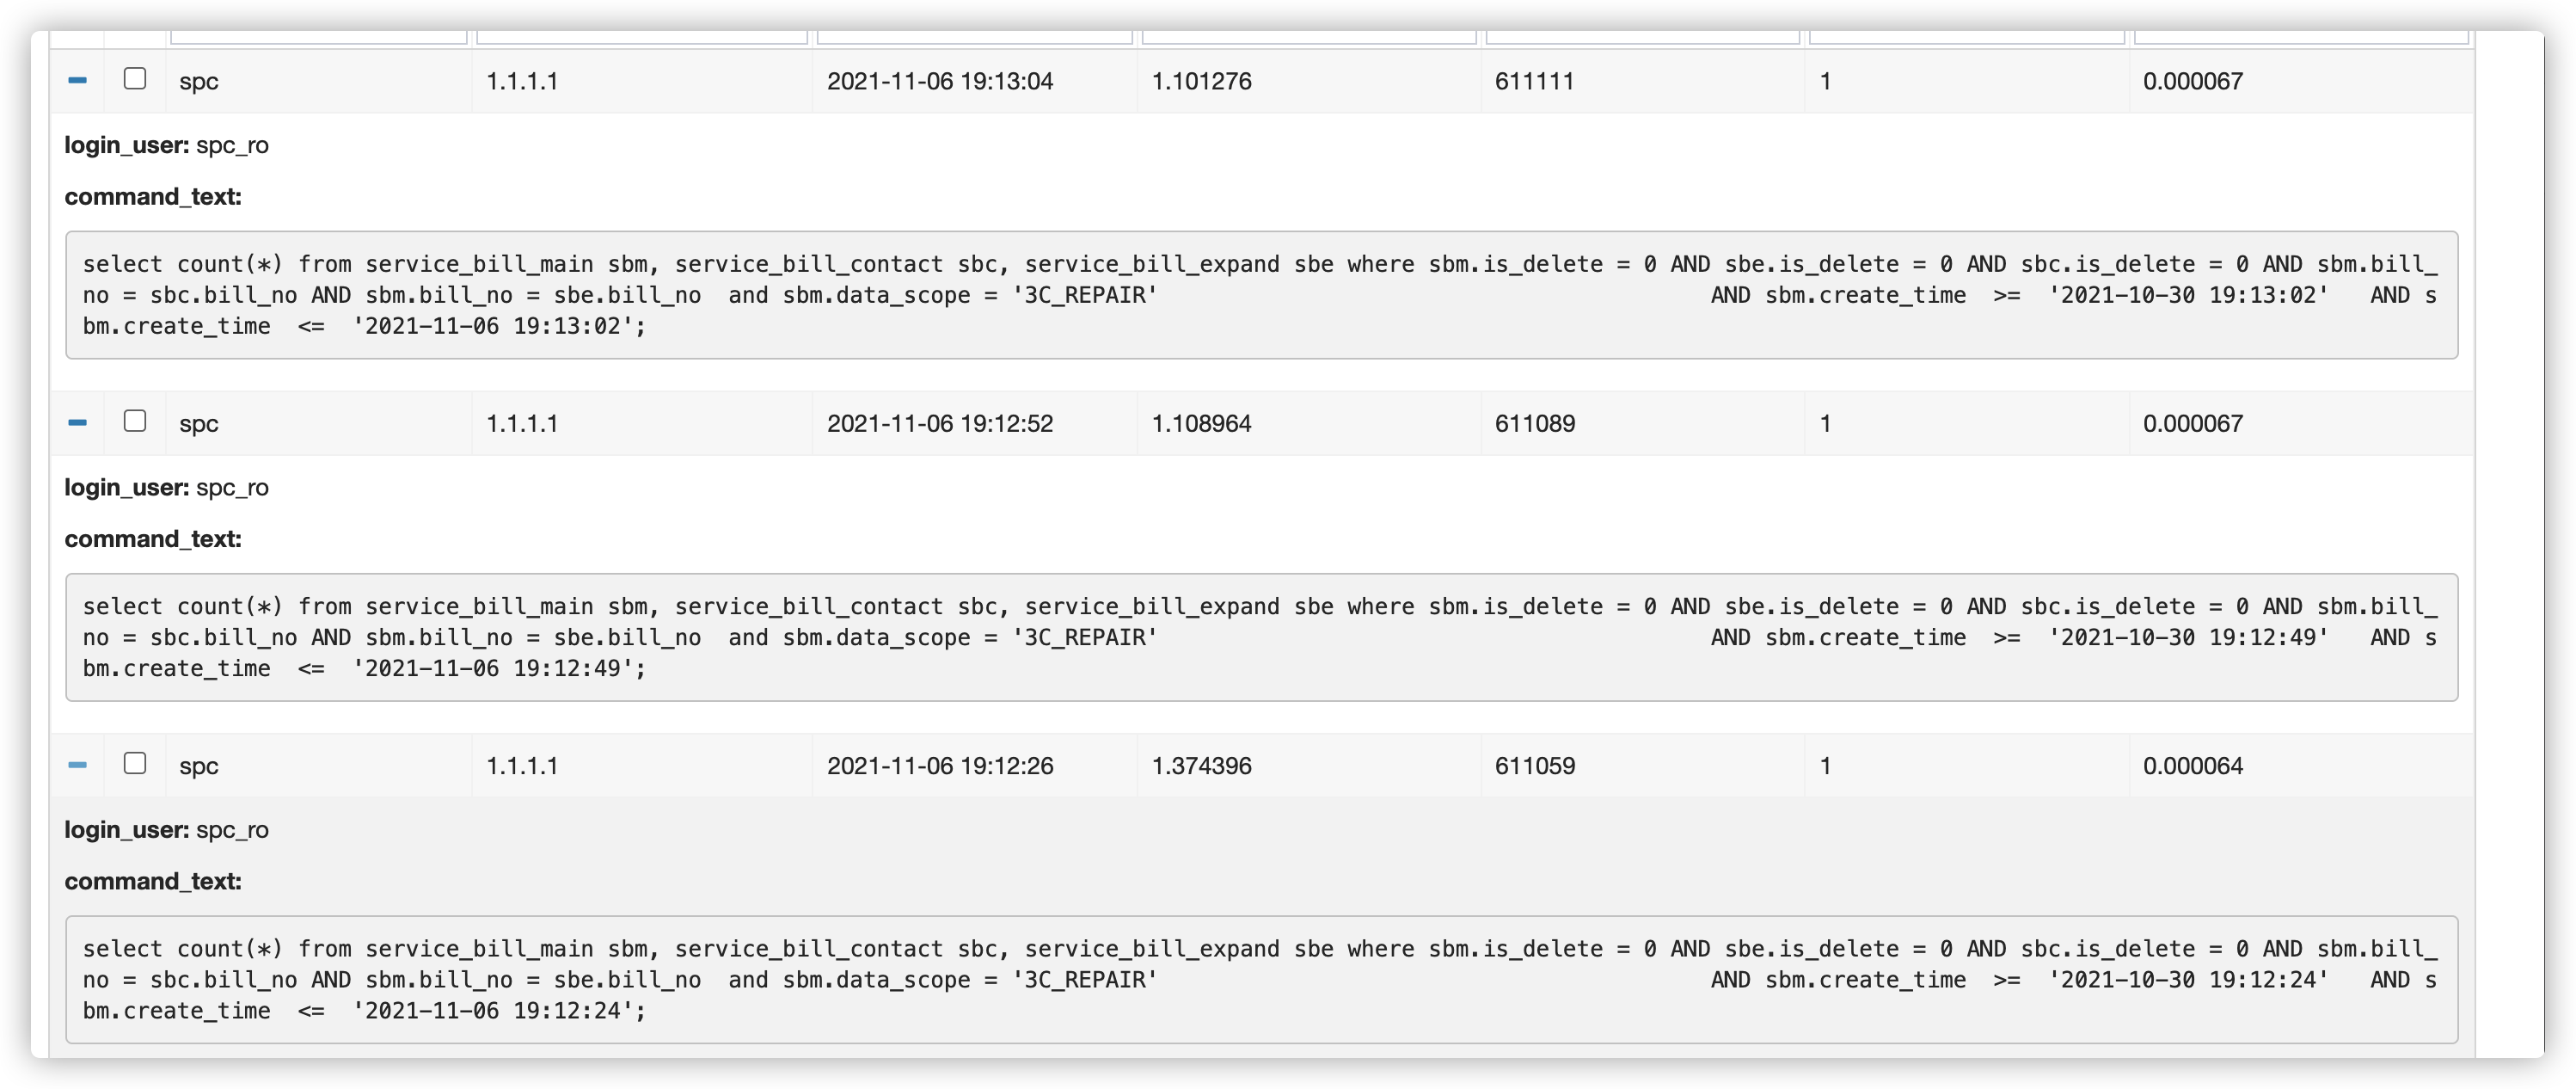 spc 1.1.1.1 2021-11-06 19:13:04 1.101276 611111 1 0.000067
login_user: spc_ro
command_text:
select count(*) from service_bill_main sbm, service_bill_contact sbc, service_bill_expand sbe where sbm.is_delete = 0 AND sbe.is_delete = 0 AND sbc.is_delete = 0 AND sbm.bill_
no = sbc.bill_no AND sbm.bill_no = sbe.bill_no  and sbm.data_scope = '3C_REPAIR'                                         AND sbm.create_time  >=  '2021-10-30 19:13:02'   AND s
bm.create_time  <=  '2021-11-06 19:13:02';
spc 1.1.1.1 2021-11-06 19:12:52 1.108964 611089 1 0.000067
login_user: spc_ro
command_text:
select count(*) from service_bill_main sbm, service_bill_contact sbc, service_bill_expand sbe where sbm.is_delete = 0 AND sbe.is_delete = 0 AND sbc.is_delete = 0 AND sbm.bill_
no = sbc.bill_no AND sbm.bill_no = sbe.bill_no  and sbm.data_scope = '3C_REPAIR'                                         AND sbm.create_time  >=  '2021-10-30 19:12:49'   AND s
bm.create_time  <=  '2021-11-06 19:12:49';
spc 1.1.1.1 2021-11-06 19:12:26 1.374396 611059 1 0.000064
login_user: spc_ro
command_text:
select count(*) from service_bill_main sbm, service_bill_contact sbc, service_bill_expand sbe where sbm.is_delete = 0 AND sbe.is_delete = 0 AND sbc.is_delete = 0 AND sbm.bill_
no = sbc.bill_no AND sbm.bill_no = sbe.bill_no  and sbm.data_scope = '3C_REPAIR'                                         AND sbm.create_time  >=  '2021-10-30 19:12:24'   AND s
bm.create_time  <=  '2021-11-06 19:12:24';